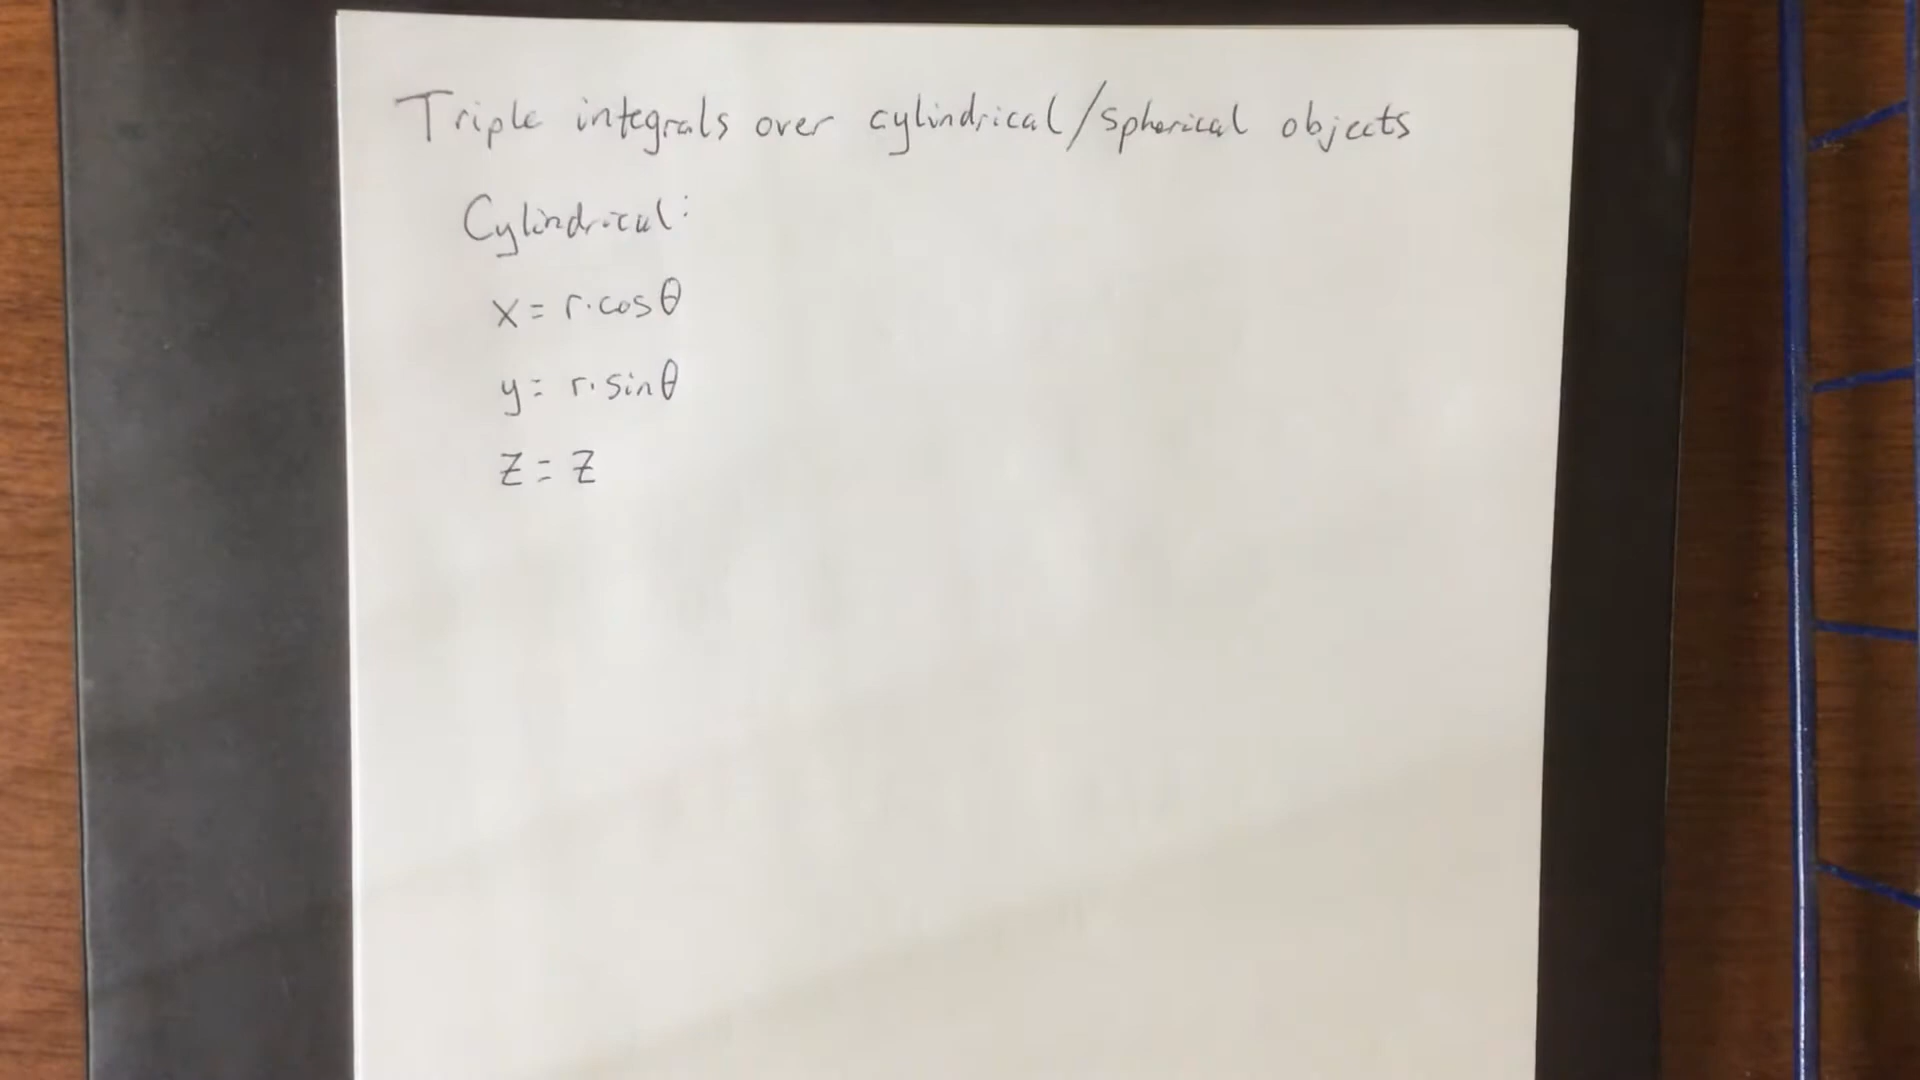 Triple integrals over cylindrical/spherical objects
Cylindrical:
x = r·cosθ
y = r·sinθ
z = z